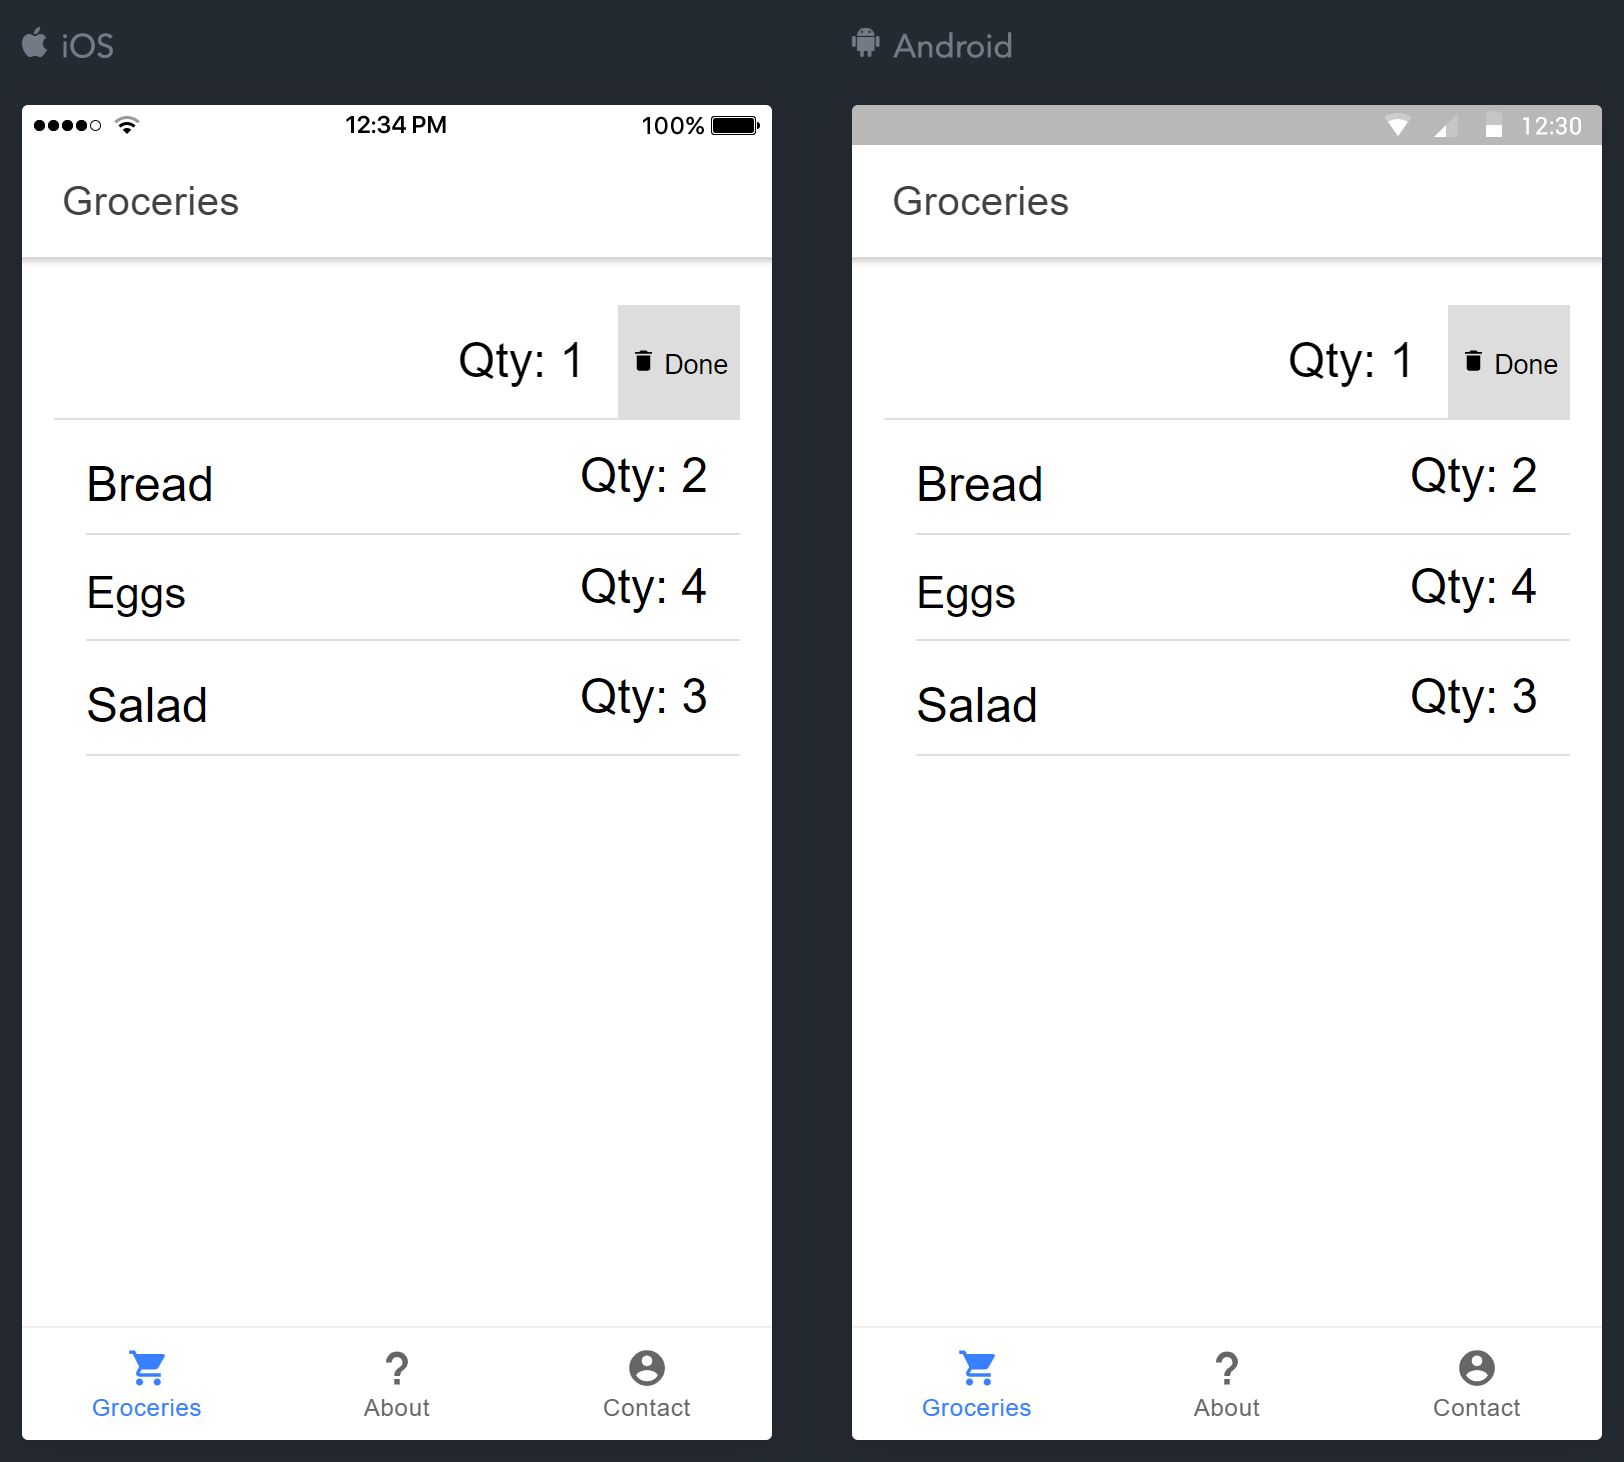 iOS
12:34 PM
100%
Groceries
Qty: 1
Done
Bread
Qty: 2
Eggs
Qty: 4
Salad
Qty: 3
Groceries
About
Contact
Android
12:30
Groceries
Qty: 1
Done
Bread
Qty: 2
Eggs
Qty: 4
Salad
Qty: 3
Groceries
About
Contact